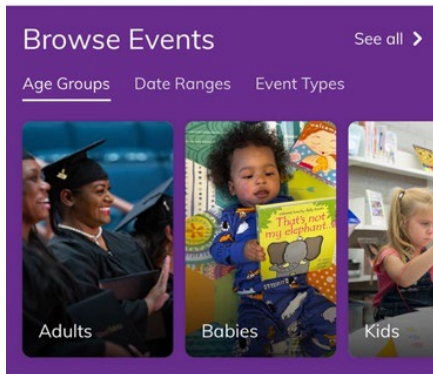 Browse Events
See all
Age Groups
Date Ranges
Event Types
That's not
my elephant...
Adults
Babies
Kids